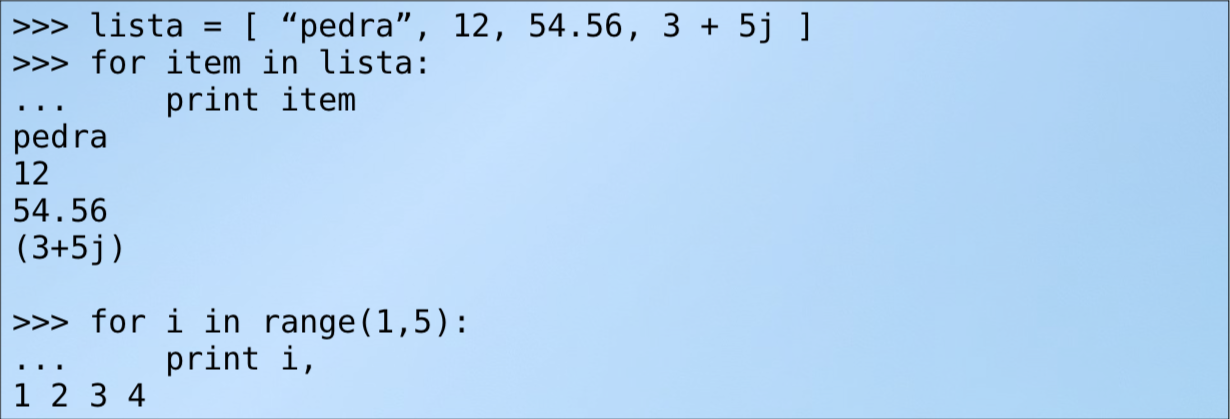 >>> lista = [ “pedra”, 12, 54.56, 3 + 5j ]
>>> for item in lista:
...     print item
pedra
12
54.56
(3+5j)
>>> for i in range(1,5):
...     print i,
1 2 3 4